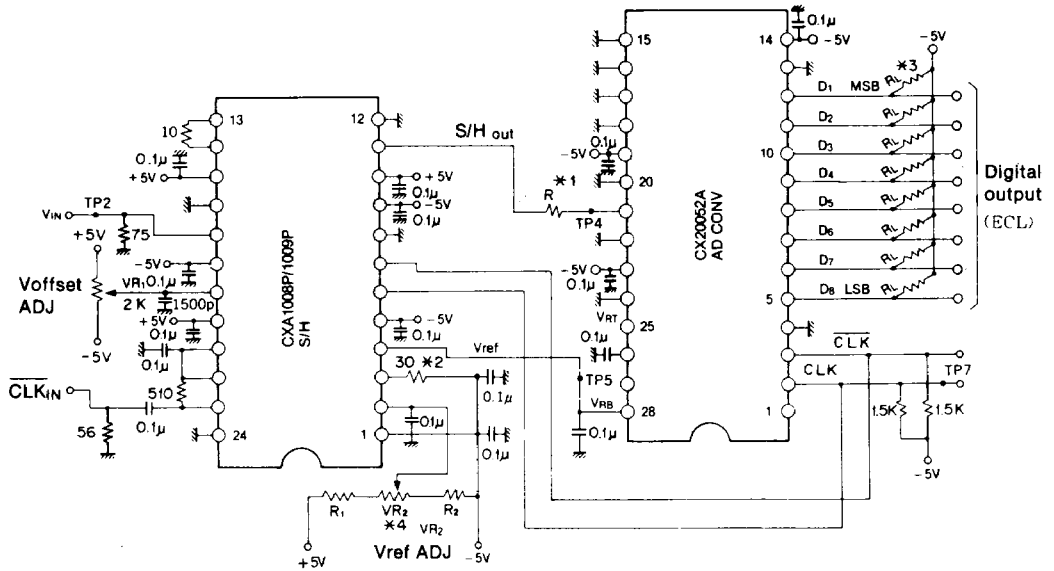 0.1μ
15
14
-5V
-5V
*3
D1 MSB RL
D2 RL
D3 RL
10
D4 RL
D5 RL
D6 RL
D7 RL
5
D8 LSB RL
Digital
output
(ECL)
13
12
10
0.1μ
+5V
+5V
0.1μ
-5V
0.1μ
S/H out
0.1μ
-5V
20
*1
R
TP4
-5V
0.1μ
VRT
25
0.1μ
TP5
VRB
28
0.1μ
1
CX20052A
AD CONV
VIN
TP2
75
+5V
-5V
0.1μ
Voffset
ADJ
VR1
2K
1500p
-5V
+5V
0.1μ
0.1μ
CLKIN
510
56
0.1μ
24
CXA1008P/1009P
S/H
-5V
0.1μ
Vref
30 *2
0.1μ
0.1μ
1
0.1μ
R1
VR2
*4
VR2
R2
+5V
Vref ADJ
-5V
CLK
CLK
TP7
1.5K
1.5K
-5V